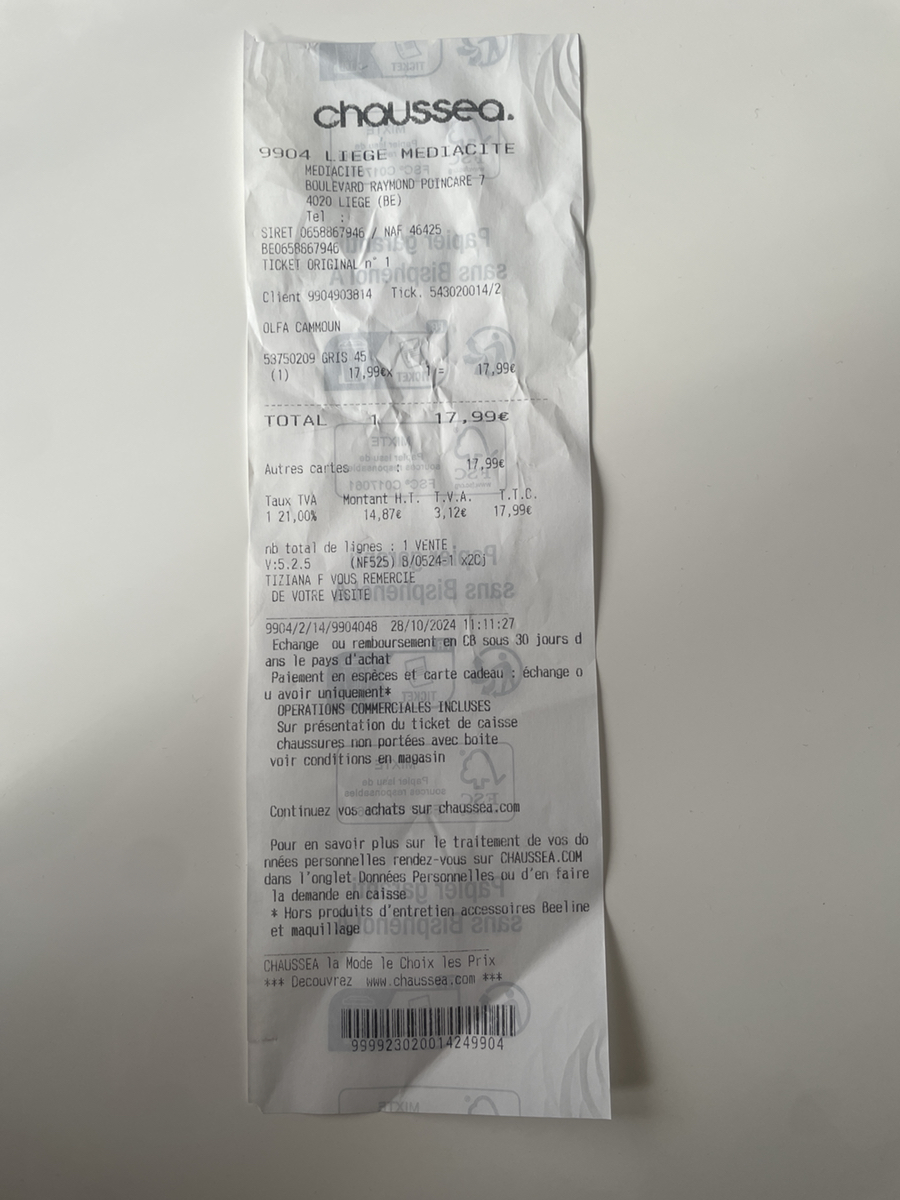 chaussea.
9904 LIEGE MEDIACITE
MEDIACITE
BOULEVARD RAYMOND POINCARE 7
4020 LIEGE (BE)
Tel :
SIRET 0658867946 / NAF 46425
BE0658867946
TICKET ORIGINAL n° 1
Client 9904903814 Tick. 543020014/2
OLFA CAMMOUN
53750209 GRIS 45
(1) 17,99€x 1 = 17,99€
TOTAL 1 17,99€
Autres cartes : 17,99€
Taux TVA Montant H.T. T.V.A. T.T.C.
1 21,00% 14,87€ 3,12€ 17,99€
nb total de lignes : 1 VENTE
V:5.2.5 (NF525) B/0524-1 x2Cj
TIZIANA F VOUS REMERCIE
DE VOTRE VISITE
9904/2/14/9904048 28/10/2024 11:11:27
Echange ou remboursement en CB sous 30 jours d
ans le pays d'achat
Paiement en espèces et carte cadeau : échange o
u avoir uniquement*
OPERATIONS COMMERCIALES INCLUSES
Sur présentation du ticket de caisse
chaussures non portées avec boite
voir conditions en magasin
Continuez vos achats sur chaussea.com
Pour en savoir plus sur le traitement de vos do
nnées personnelles rendez-vous sur CHAUSSEA.COM
dans l'onglet Données Personnelles ou d'en faire
la demande en caisse
* Hors produits d'entretien accessoires Beeline
et maquillage
CHAUSSEA la Mode le Choix les Prix
*** Decouvrez www.chaussea.com ***
999923020014249904